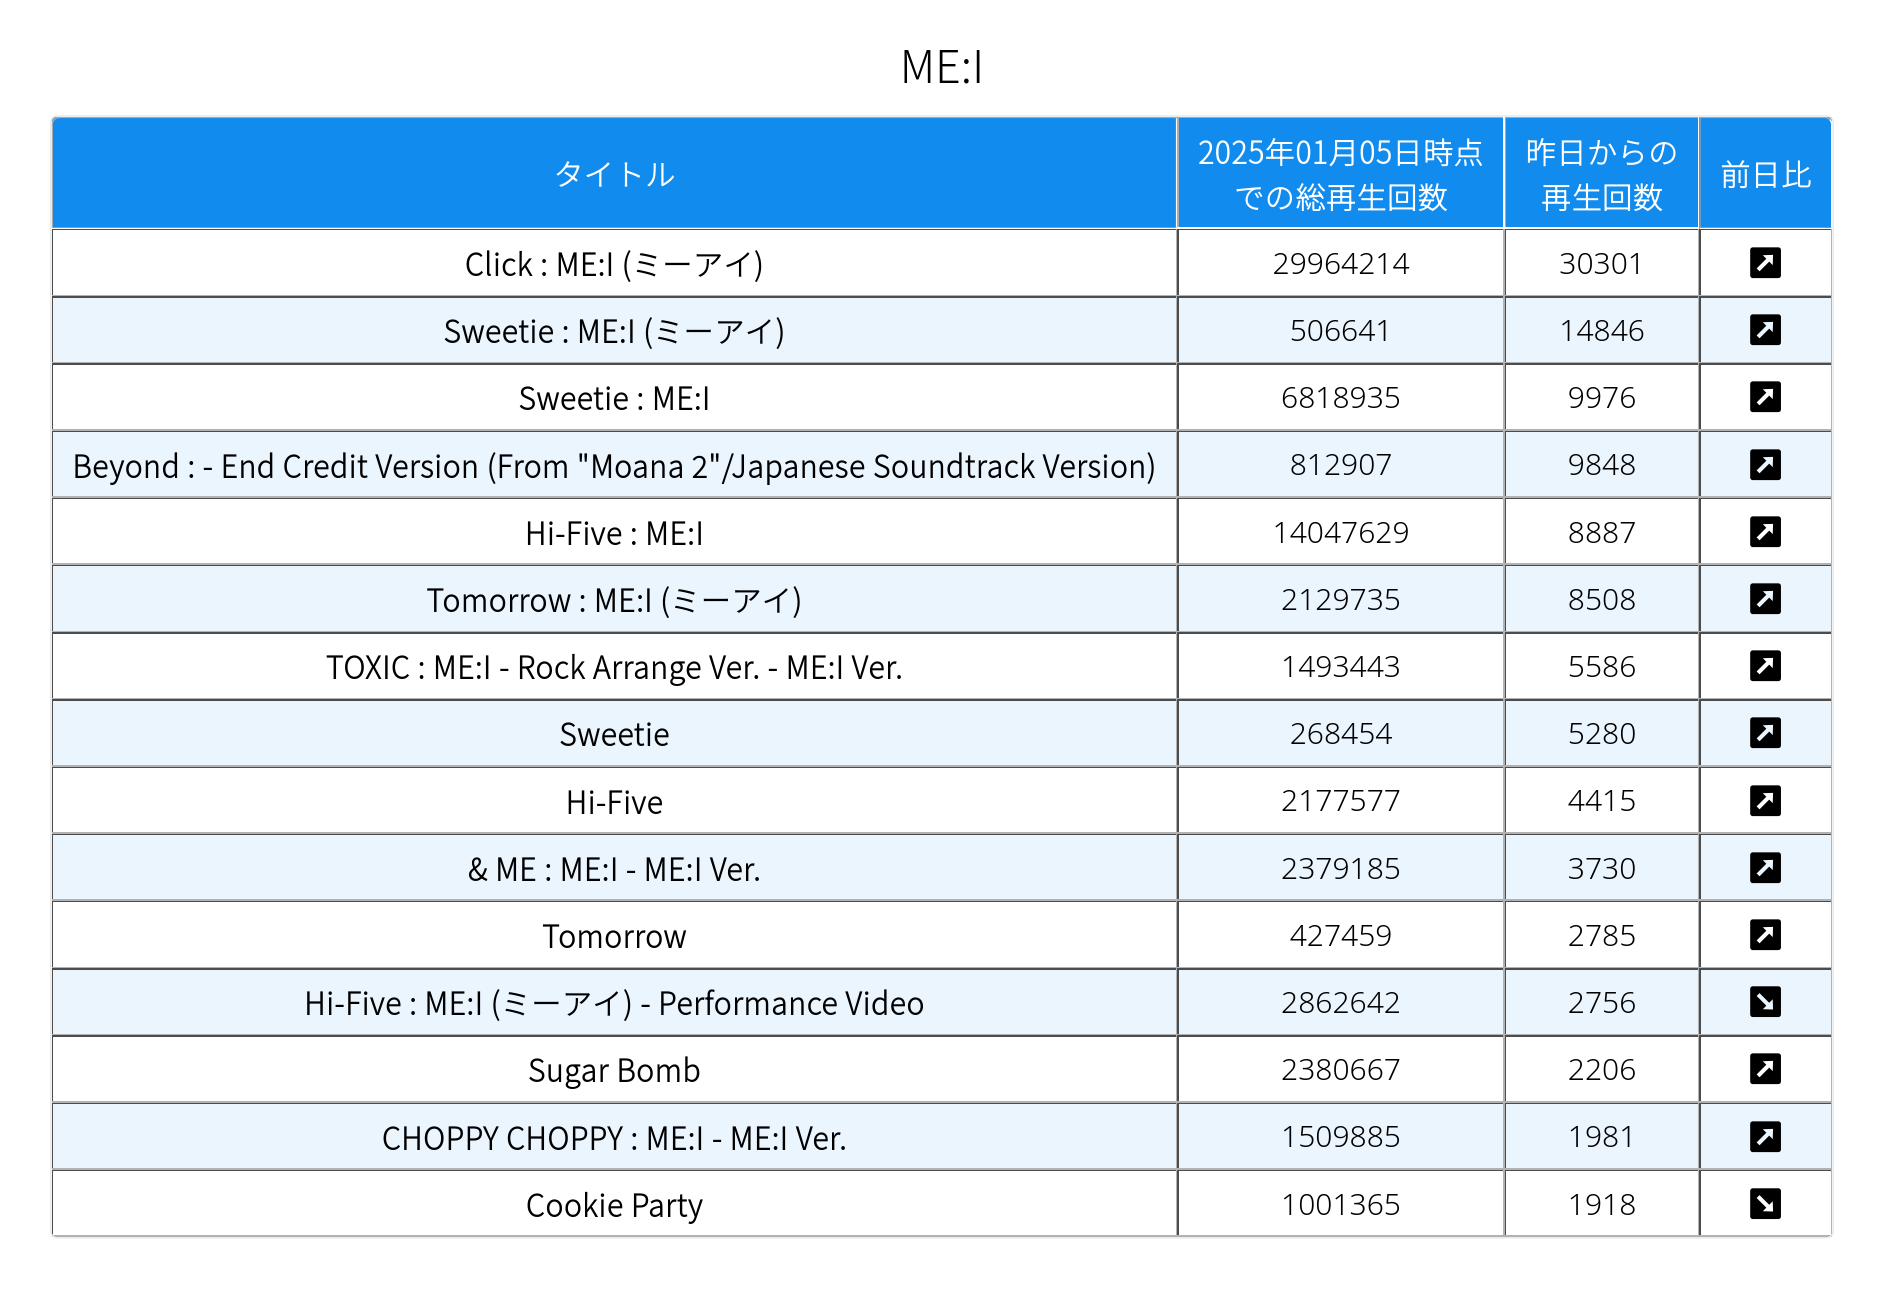 ME:I
タイトル
2025年01月05日時点
での総再生回数
昨日からの
再生回数
前日比
Click : ME:I (ミーアイ) 29964214 30301
Sweetie : ME:I (ミーアイ) 506641 14846
Sweetie : ME:I 6818935 9976
Beyond : - End Credit Version (From "Moana 2"/Japanese Soundtrack Version) 812907 9848
Hi-Five : ME:I 14047629 8887
Tomorrow : ME:I (ミーアイ) 2129735 8508
TOXIC : ME:I - Rock Arrange Ver. - ME:I Ver. 1493443 5586
Sweetie 268454 5280
Hi-Five 2177577 4415
& ME : ME:I - ME:I Ver. 2379185 3730
Tomorrow 427459 2785
Hi-Five : ME:I (ミーアイ) - Performance Video 2862642 2756
Sugar Bomb 2380667 2206
CHOPPY CHOPPY : ME:I - ME:I Ver. 1509885 1981
Cookie Party 1001365 1918